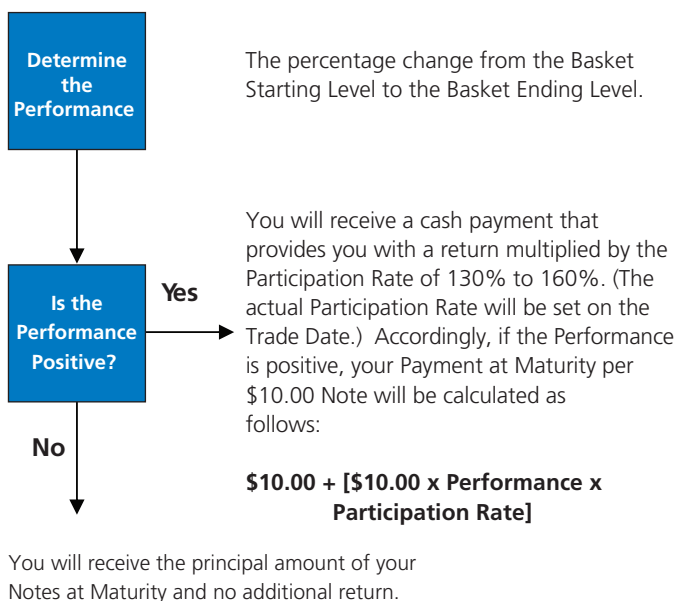 Determine
the
Performance
The percentage change from the Basket
Starting Level to the Basket Ending Level.
Is the
Performance
Positive?
Yes
You will receive a cash payment that
provides you with a return multiplied by the
Participation Rate of 130% to 160%. (The
actual Participation Rate will be set on the
Trade Date.) Accordingly, if the Performance
is positive, your Payment at Maturity per
$10.00 Note will be calculated as
follows:
$10.00 + [$10.00 x Performance x
Participation Rate]
No
You will receive the principal amount of your
Notes at Maturity and no additional return.